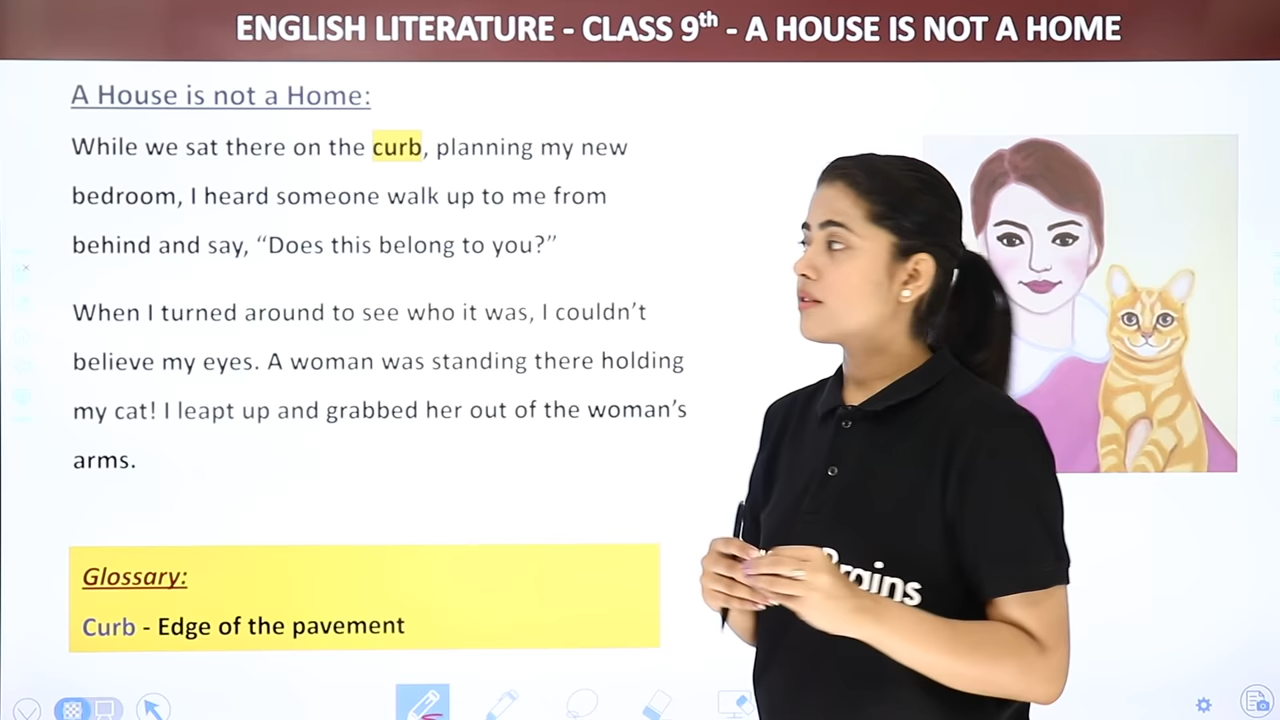 ENGLISH LITERATURE - CLASS 9th - A HOUSE IS NOT A HOME
A House is not a Home:
While we sat there on the curb, planning my new
bedroom, I heard someone walk up to me from
behind and say, “Does this belong to you?”
When I turned around to see who it was, I couldn’t
believe my eyes. A woman was standing there holding
my cat! I leapt up and grabbed her out of the woman’s
arms.
Glossary:
Curb - Edge of the pavement